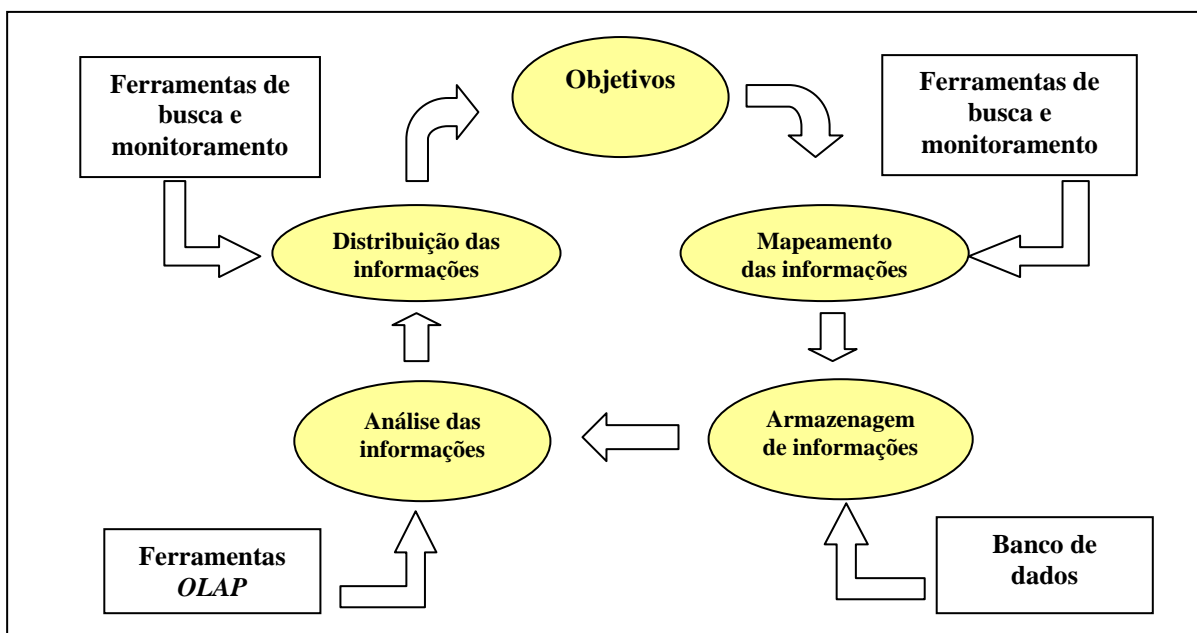 Ferramentas de
busca e
monitoramento
Objetivos
Ferramentas de
busca e
monitoramento
Distribuição das
informações
Mapeamento
das informações
Análise das
informações
Armazenagem
de informações
Ferramentas
OLAP
Banco de
dados